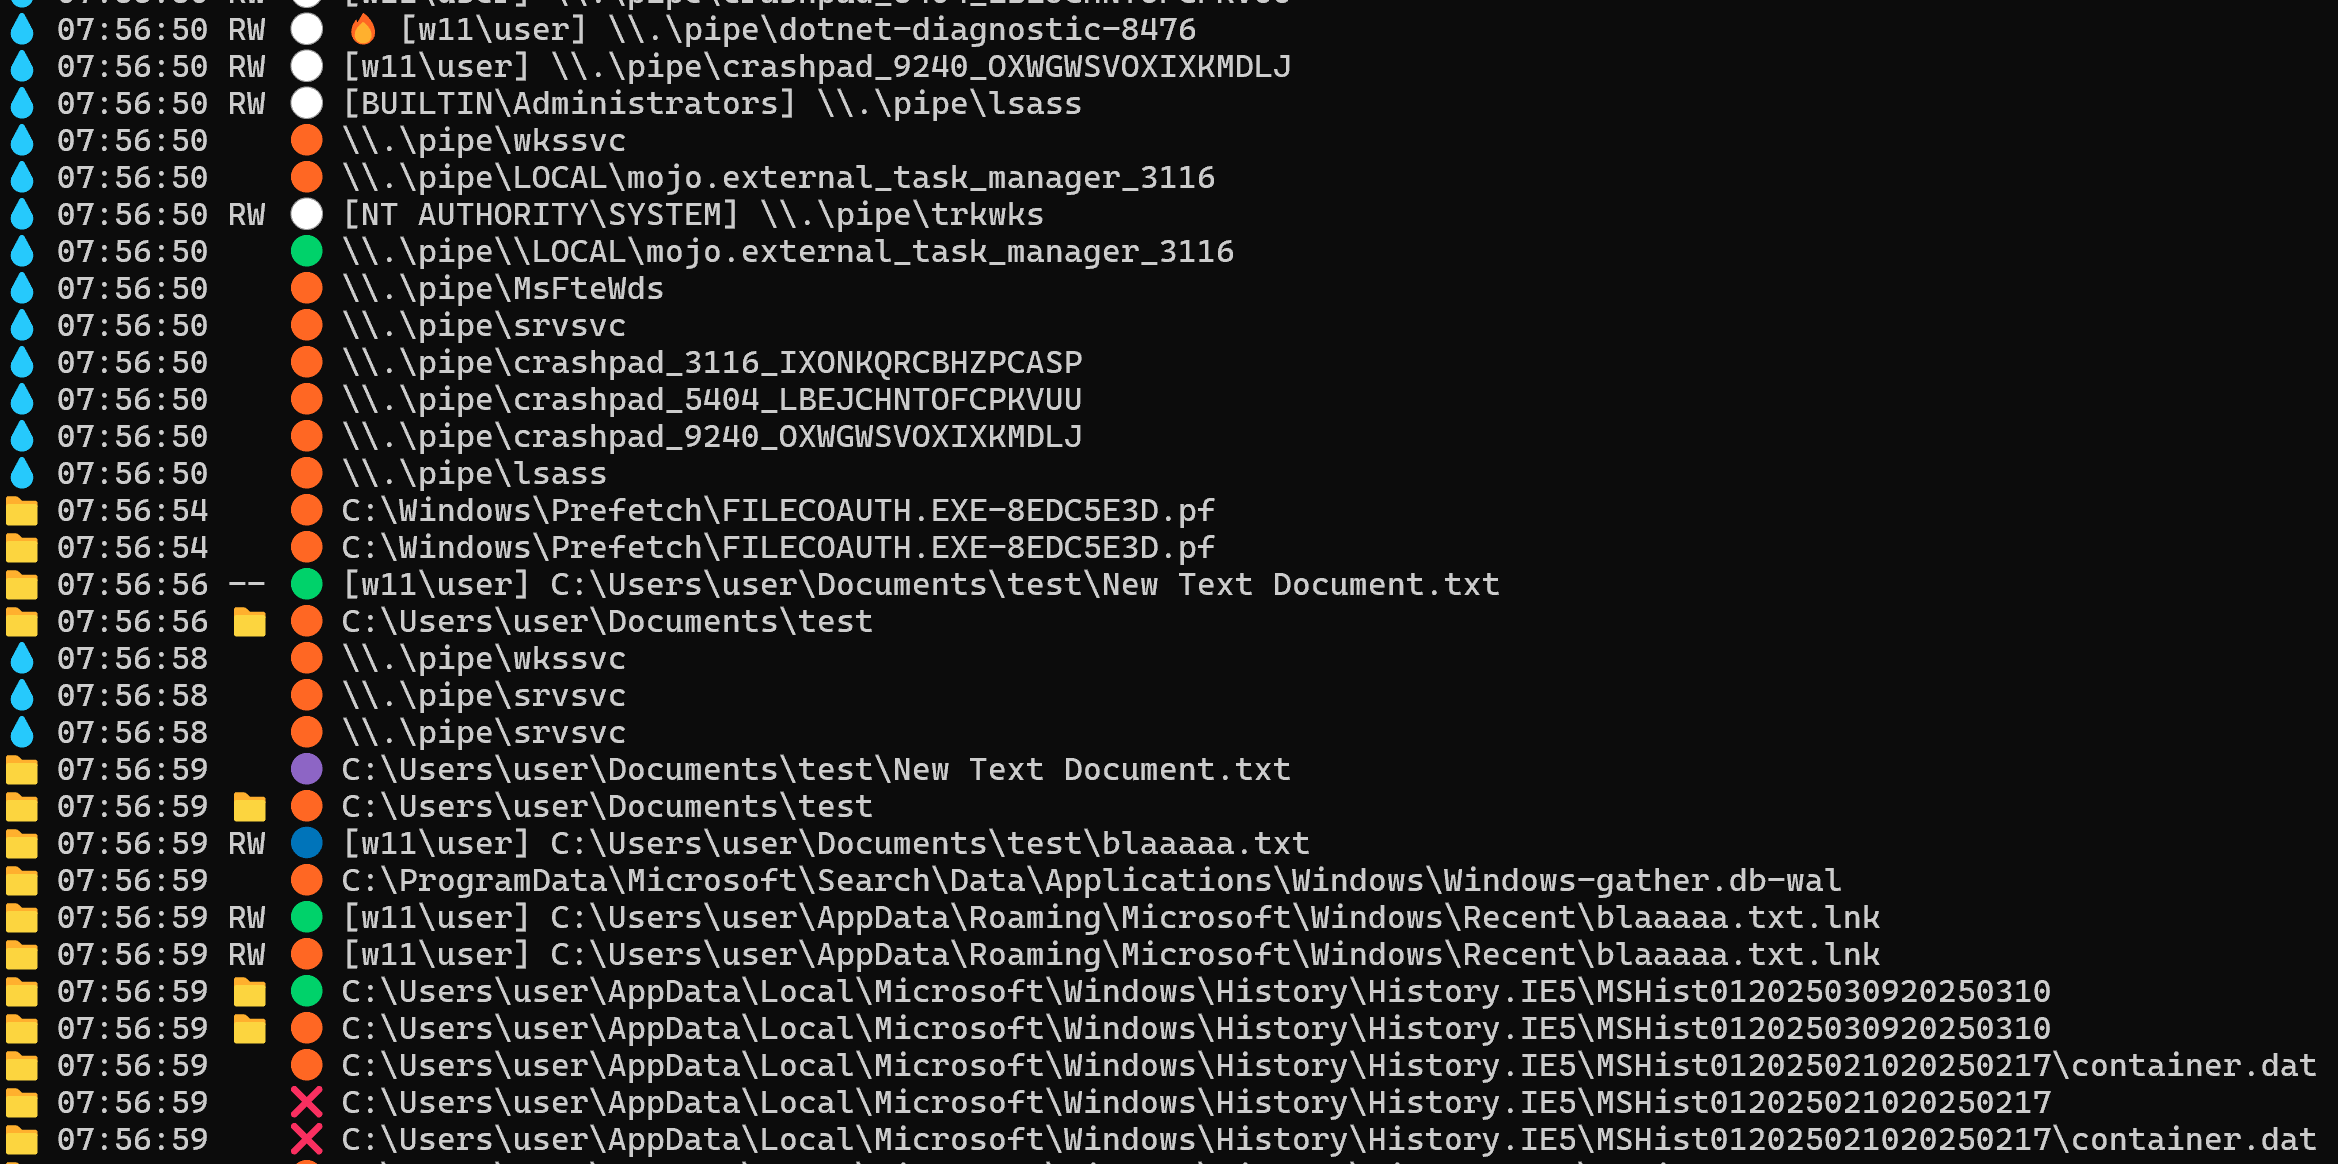 07:56:50 RW [w11\user] \\.\pipe\dotnet-diagnostic-8476
07:56:50 RW [w11\user] \\.\pipe\crashpad_9240_OXWGWSVOXIXKMDLJ
07:56:50 RW [BUILTIN\Administrators] \\.\pipe\lsass
07:56:50 \\.\pipe\wkssvc
07:56:50 \\.\pipe\LOCAL\mojo.external_task_manager_3116
07:56:50 RW [NT AUTHORITY\SYSTEM] \\.\pipe\trkwks
07:56:50 \\.\pipe\\LOCAL\mojo.external_task_manager_3116
07:56:50 \\.\pipe\MsFteWds
07:56:50 \\.\pipe\srvsvc
07:56:50 \\.\pipe\crashpad_3116_IXONKQRCBHZPCASP
07:56:50 \\.\pipe\crashpad_5404_LBEJCHNTOFCPKVUU
07:56:50 \\.\pipe\crashpad_9240_OXWGWSVOXIXKMDLJ
07:56:50 \\.\pipe\lsass
07:56:54 C:\Windows\Prefetch\FILECOAUTH.EXE-8EDC5E3D.pf
07:56:54 C:\Windows\Prefetch\FILECOAUTH.EXE-8EDC5E3D.pf
07:56:56 -- [w11\user] C:\Users\user\Documents\test\New Text Document.txt
07:56:56 C:\Users\user\Documents\test
07:56:58 \\.\pipe\wkssvc
07:56:58 \\.\pipe\srvsvc
07:56:58 \\.\pipe\srvsvc
07:56:59 C:\Users\user\Documents\test\New Text Document.txt
07:56:59 C:\Users\user\Documents\test
07:56:59 RW [w11\user] C:\Users\user\Documents\test\blaaaaa.txt
07:56:59 C:\ProgramData\Microsoft\Search\Data\Applications\Windows\Windows-gather.db-wal
07:56:59 RW [w11\user] C:\Users\user\AppData\Roaming\Microsoft\Windows\Recent\blaaaaa.txt.lnk
07:56:59 RW [w11\user] C:\Users\user\AppData\Roaming\Microsoft\Windows\Recent\blaaaaa.txt.lnk
07:56:59 C:\Users\user\AppData\Local\Microsoft\Windows\History\History.IE5\MSHist012025030920250310
07:56:59 C:\Users\user\AppData\Local\Microsoft\Windows\History\History.IE5\MSHist012025030920250310
07:56:59 C:\Users\user\AppData\Local\Microsoft\Windows\History\History.IE5\MSHist012025021020250217\container.dat
07:56:59 C:\Users\user\AppData\Local\Microsoft\Windows\History\History.IE5\MSHist012025021020250217
07:56:59 C:\Users\user\AppData\Local\Microsoft\Windows\History\History.IE5\MSHist012025021020250217\container.dat